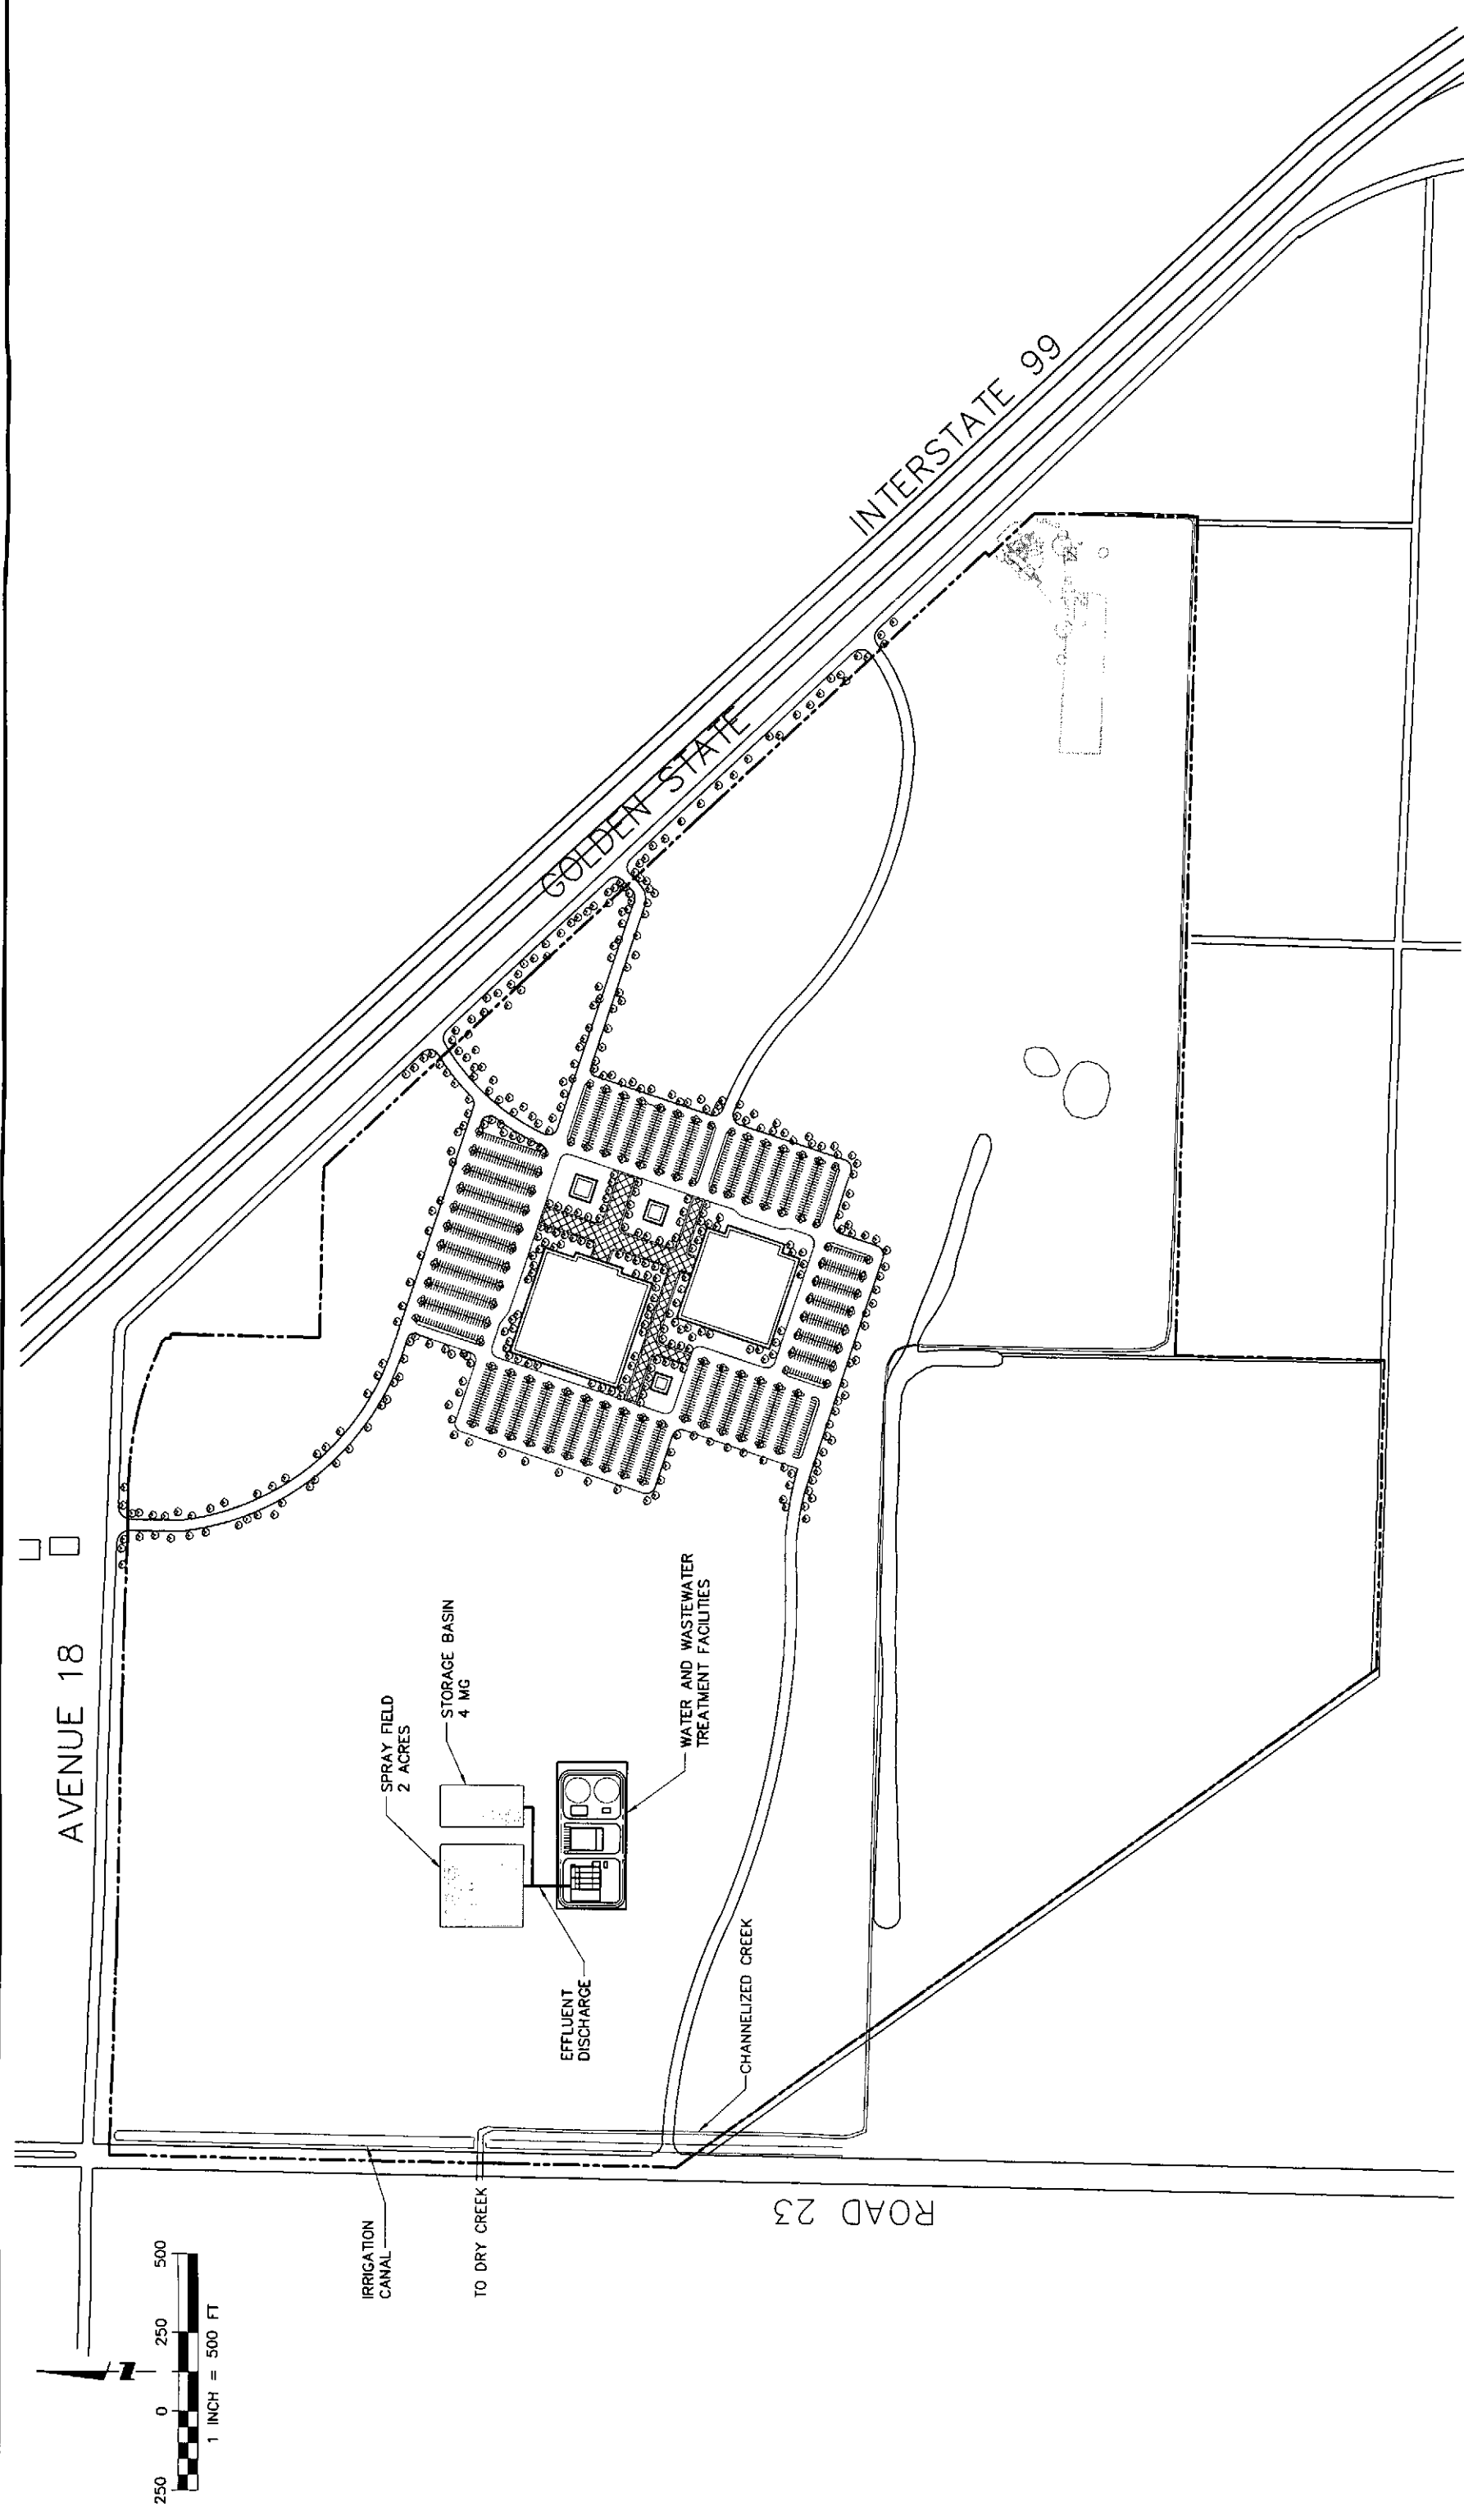 AVENUE 18
INTERSTATE 99
GOLDEN STATE
SPRAY FIELD
2 ACRES
STORAGE BASIN
4 MG
WATER AND WASTEWATER
TREATMENT FACILITIES
EFFLUENT
DISCHARGE
CHANNELIZED CREEK
IRRIGATION
CANAL
TO DRY CREEK
ROAD 23
250 0 250 500
1 INCH = 500 FT